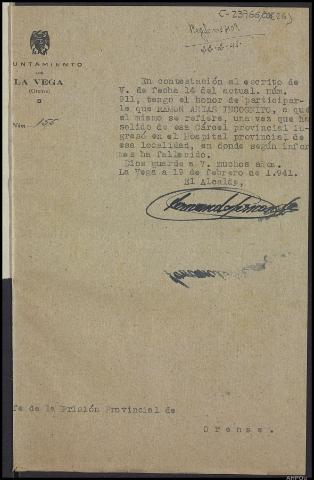 C-23766/
UNTAMIENTO
DE
LA VEGA
(Orense)
Núm. 155
En contestación al escrito de
V. de fecha 14 del actual. núm.
911, tengo el honor de participar-
le que RAMON ARIAS INCOGNITO, a que
el mismo se refiere, una vez que ha
salido de esa Cárcel provincial in-
gresó en el Hospital provincial de
esa localidad, en donde según infor
mes ha fallecido.
Dios guarde a V. muchos años.
La Vega a 19 de febrero de 1.941.
El Alcalde,
fe de la Prisión Provincial de
Orense.